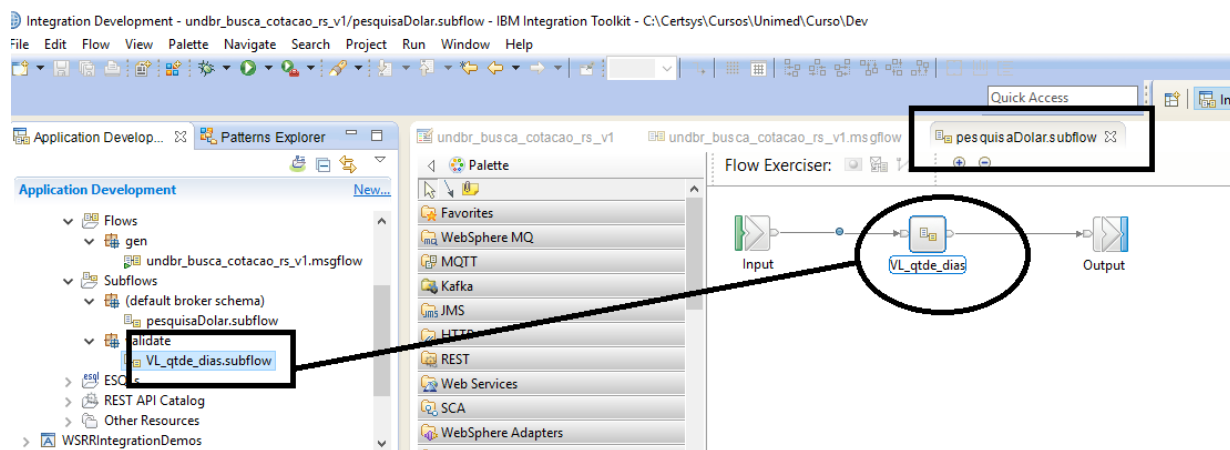 Integration Development - undbr_busca_cotacao_rs_v1/pesquisaDolar.subflow - IBM Integration Toolkit - C:\Certsys\Cursos\Unimed\Curso\Dev
File Edit Flow View Palette Navigate Search Project Run Window Help
Quick Access
Application Develop... Patterns Explorer
undbr_busca_cotacao_rs_v1 undbr_busca_cotacao_rs_v1.msgflow pesquisaDolar.subflow
Application Development New...
Flows
gen
undbr_busca_cotacao_rs_v1.msgflow
Subflows
(default broker schema)
pesquisaDolar.subflow
validate
VL_qtde_dias.subflow
REST API Catalog
Other Resources
WSRRIntegrationDemos
Palette
Favorites
WebSphere MQ
MQTT
Kafka
JMS
HTTP
REST
Web Services
SCA
WebSphere Adapters
Flow Exerciser:
Input VL_qtde_dias Output